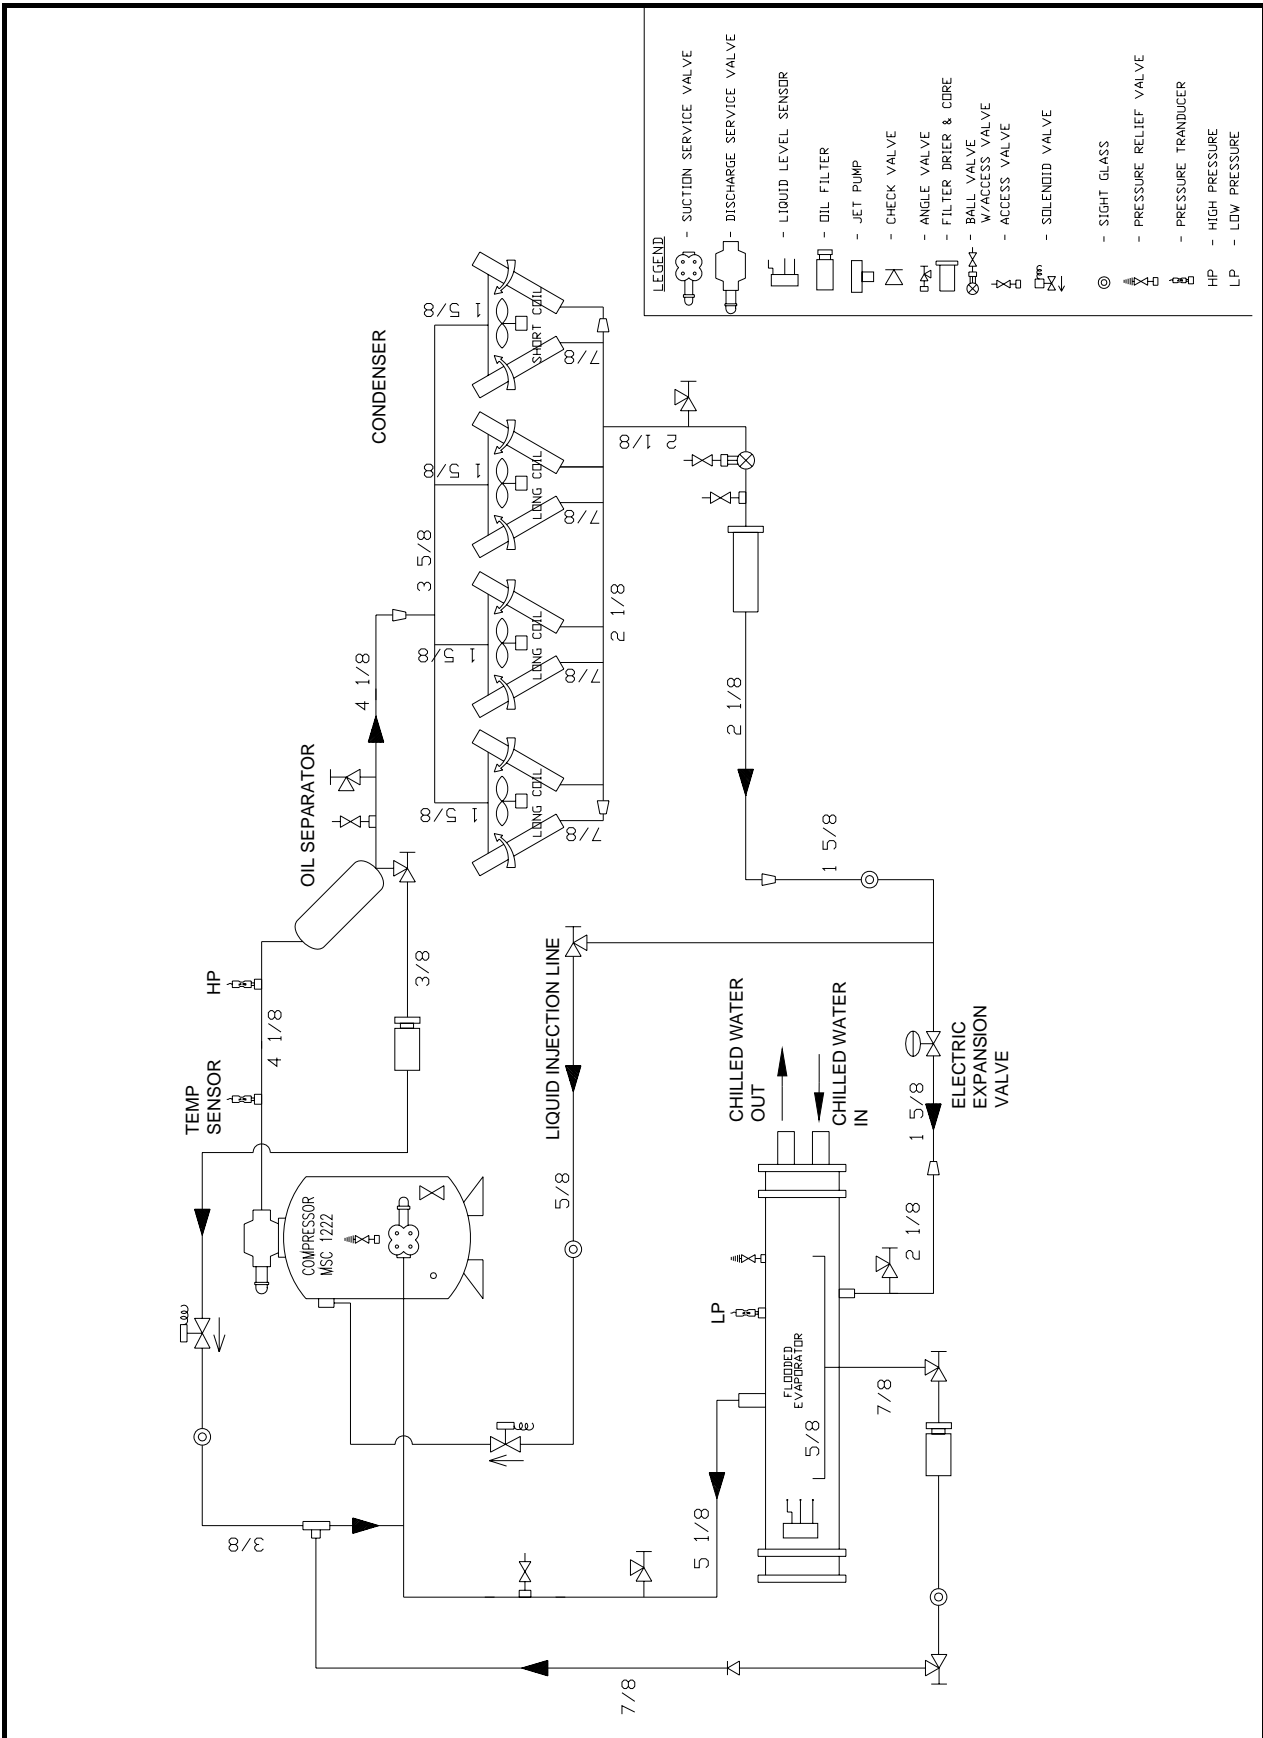 LEGEND
- SUCTION SERVICE VALVE
- DISCHARGE SERVICE VALVE
- LIQUID LEVEL SENSOR
- OIL FILTER
- JET PUMP
- CHECK VALVE
- ANGLE VALVE
- FILTER DRIER & CORE
- BALL VALVE
W/ACCESS VALVE
- ACCESS VALVE
- SOLENOID VALVE
- SIGHT GLASS
- PRESSURE RELIEF VALVE
- PRESSURE TRANDUCER
HP - HIGH PRESSURE
LP - LOW PRESSURE
CONDENSER
1 5/8
1 5/8
1 5/8
1 5/8
3 5/8
SHORT COIL
LONG COIL
LONG COIL
LONG COIL
7/8
7/8
7/8
7/8
2 1/8
2 1/8
2 1/8
1 5/8
4 1/8
OIL SEPARATOR
3/8
HP
4 1/8
TEMP
SENSOR
COMPRESSOR
MSC 1222
LIQUID INJECTION LINE
5/8
CHILLED WATER
OUT
CHILLED WATER
IN
ELECTRIC
EXPANSION
VALVE
1 5/8
2 1/8
LP
FLOODED
EVAPORATOR
5/8
7/8
5 1/8
3/8
7/8